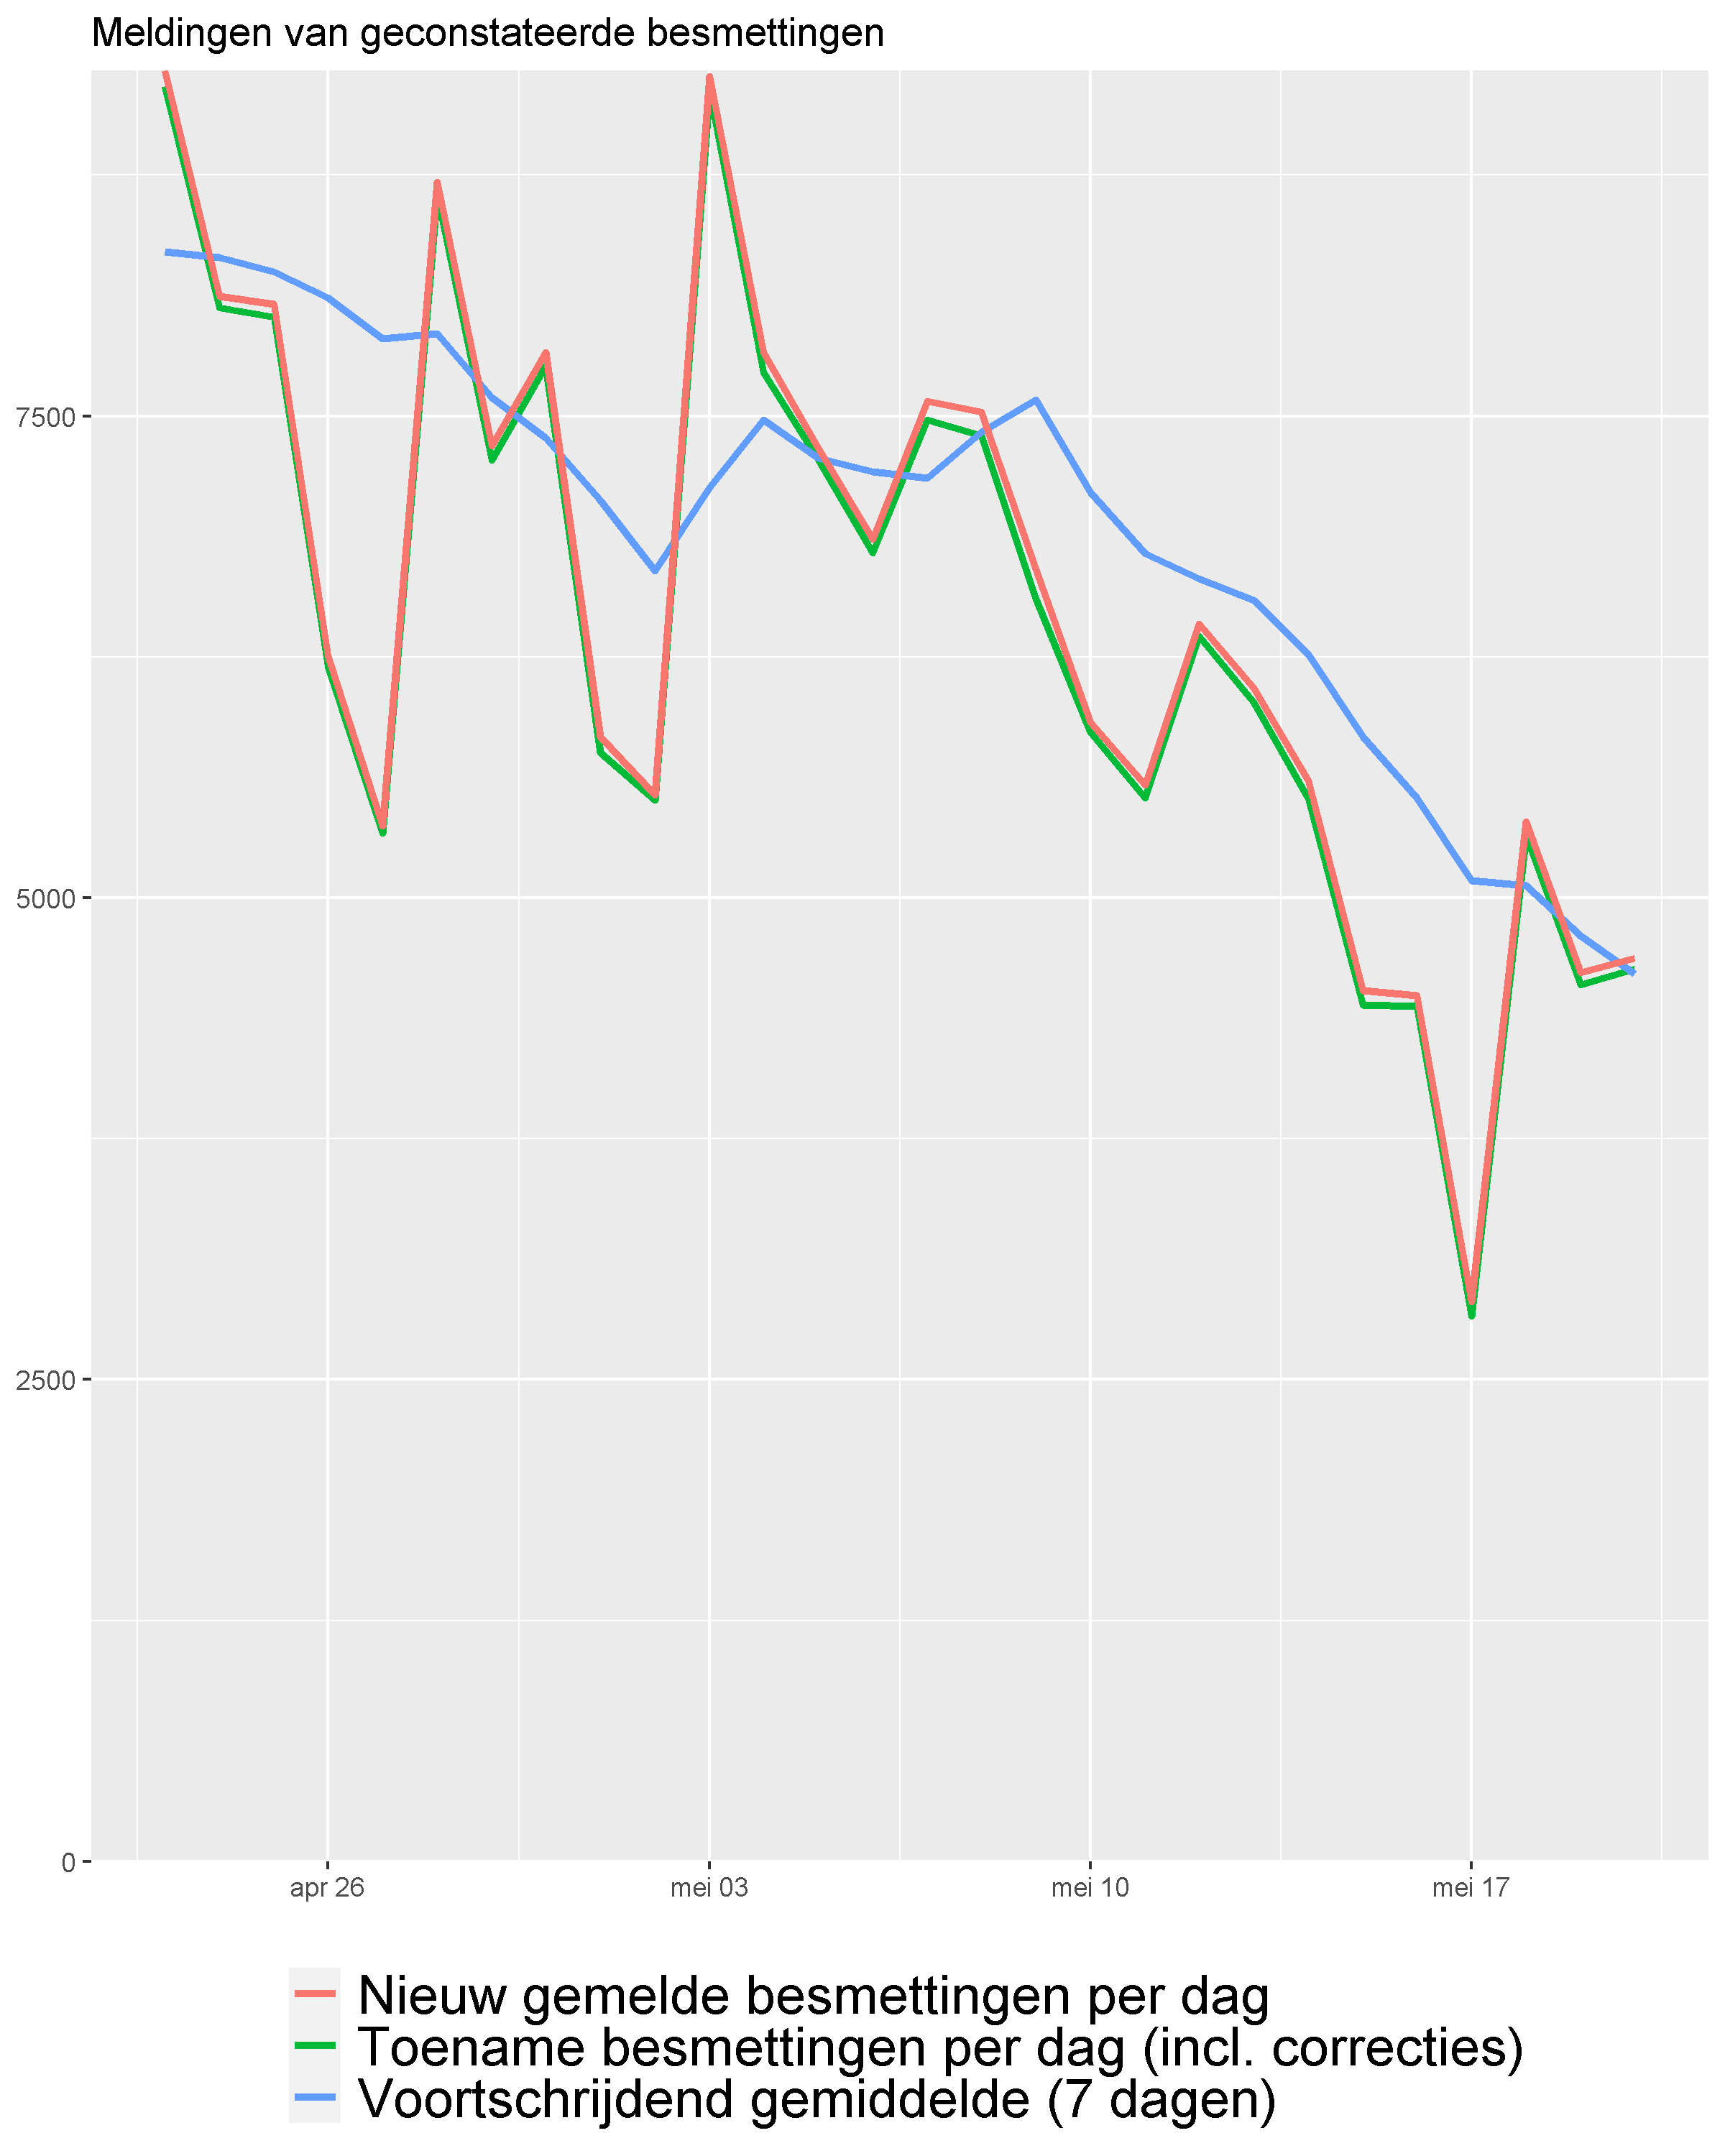 Meldingen van geconstateerde besmettingen
7500
5000
2500
0
apr 26 mei 03 mei 10 mei 17
Nieuw gemelde besmettingen per dag
Toename besmettingen per dag (incl. correcties)
Voortschrijdend gemiddelde (7 dagen)